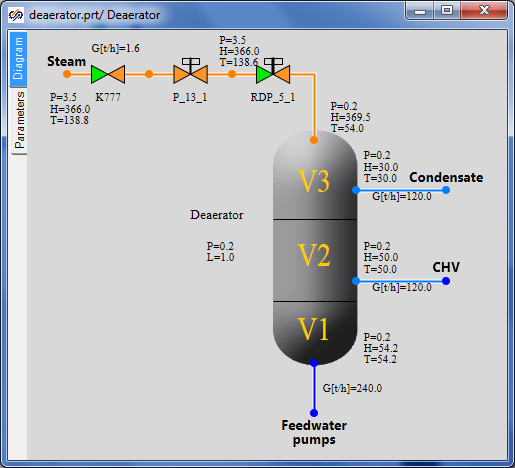 deaerator.prt/ Deaerator
Diagram
Parameters
G[t/h]=1.6
P=3.5
H=366.0
T=138.6
Steam
P=3.5
H=366.0
T=138.8
K777
P_13_1
RDP_5_1
P=0.2
H=369.5
T=54.0
V3
P=0.2
H=30.0
T=30.0
Condensate
G[t/h]=120.0
Deaerator
P=0.2
L=1.0
V2
P=0.2
H=50.0
T=50.0
CHV
G[t/h]=120.0
V1
P=0.2
H=54.2
T=54.2
G[t/h]=240.0
Feedwater
pumps